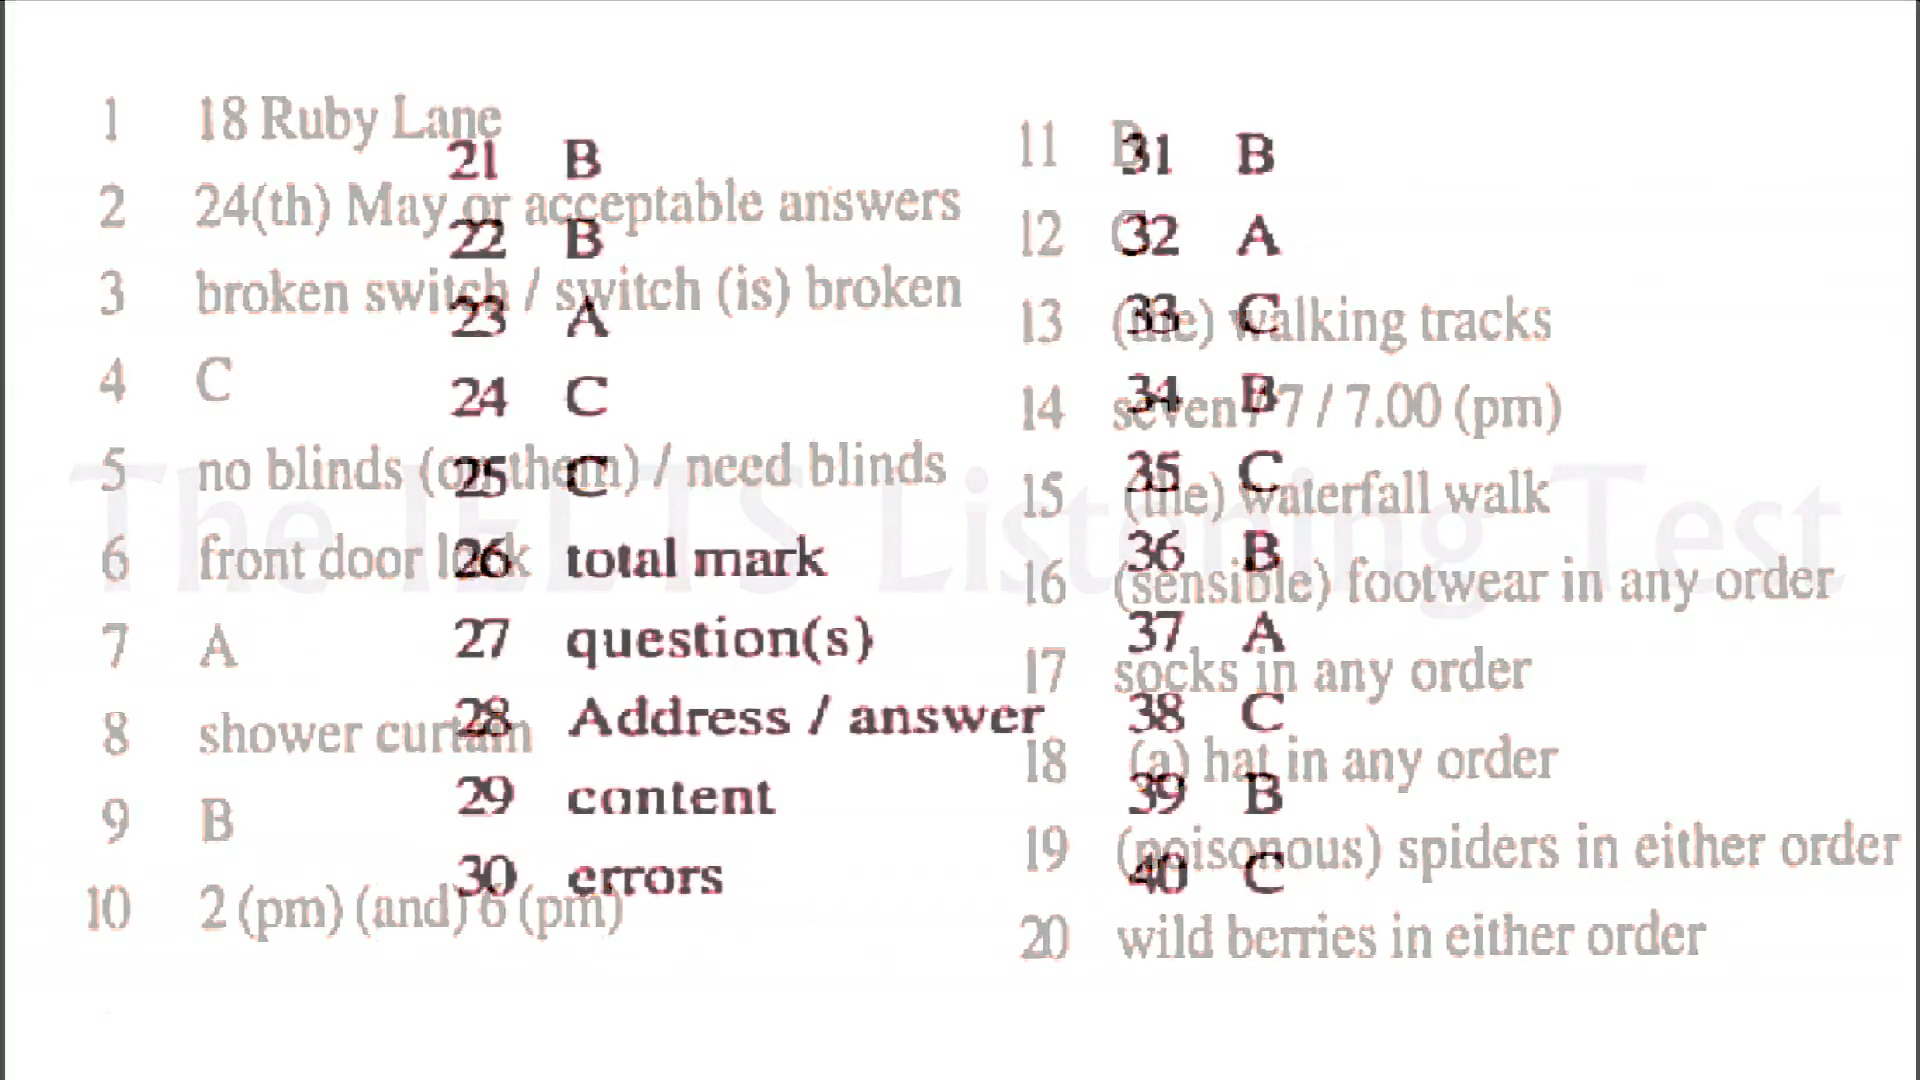 1 18 Ruby Lane
2 24(th) May or acceptable answers
3 broken switch / switch (is) broken
4 C
5 no blinds (on them) / need blinds
6 front door lock
7 A
8 shower curtain
9 B
10 2 (pm) (and) 6 (pm)
11 B
12 C
13 (the) walking tracks
14 seven / 7 / 7.00 (pm)
15 (the) waterfall walk
16 (sensible) footwear in any order
17 socks in any order
18 (a) hat in any order
19 (poisonous) spiders in either order
20 wild berries in either order
21 B
22 B
23 A
24 C
25 C
26 total mark
27 question(s)
28 Address / answer
29 content
30 errors
31 B
32 A
33 C
34 B
35 C
36 B
37 A
38 C
39 B
40 C
The IELTS Listening Test